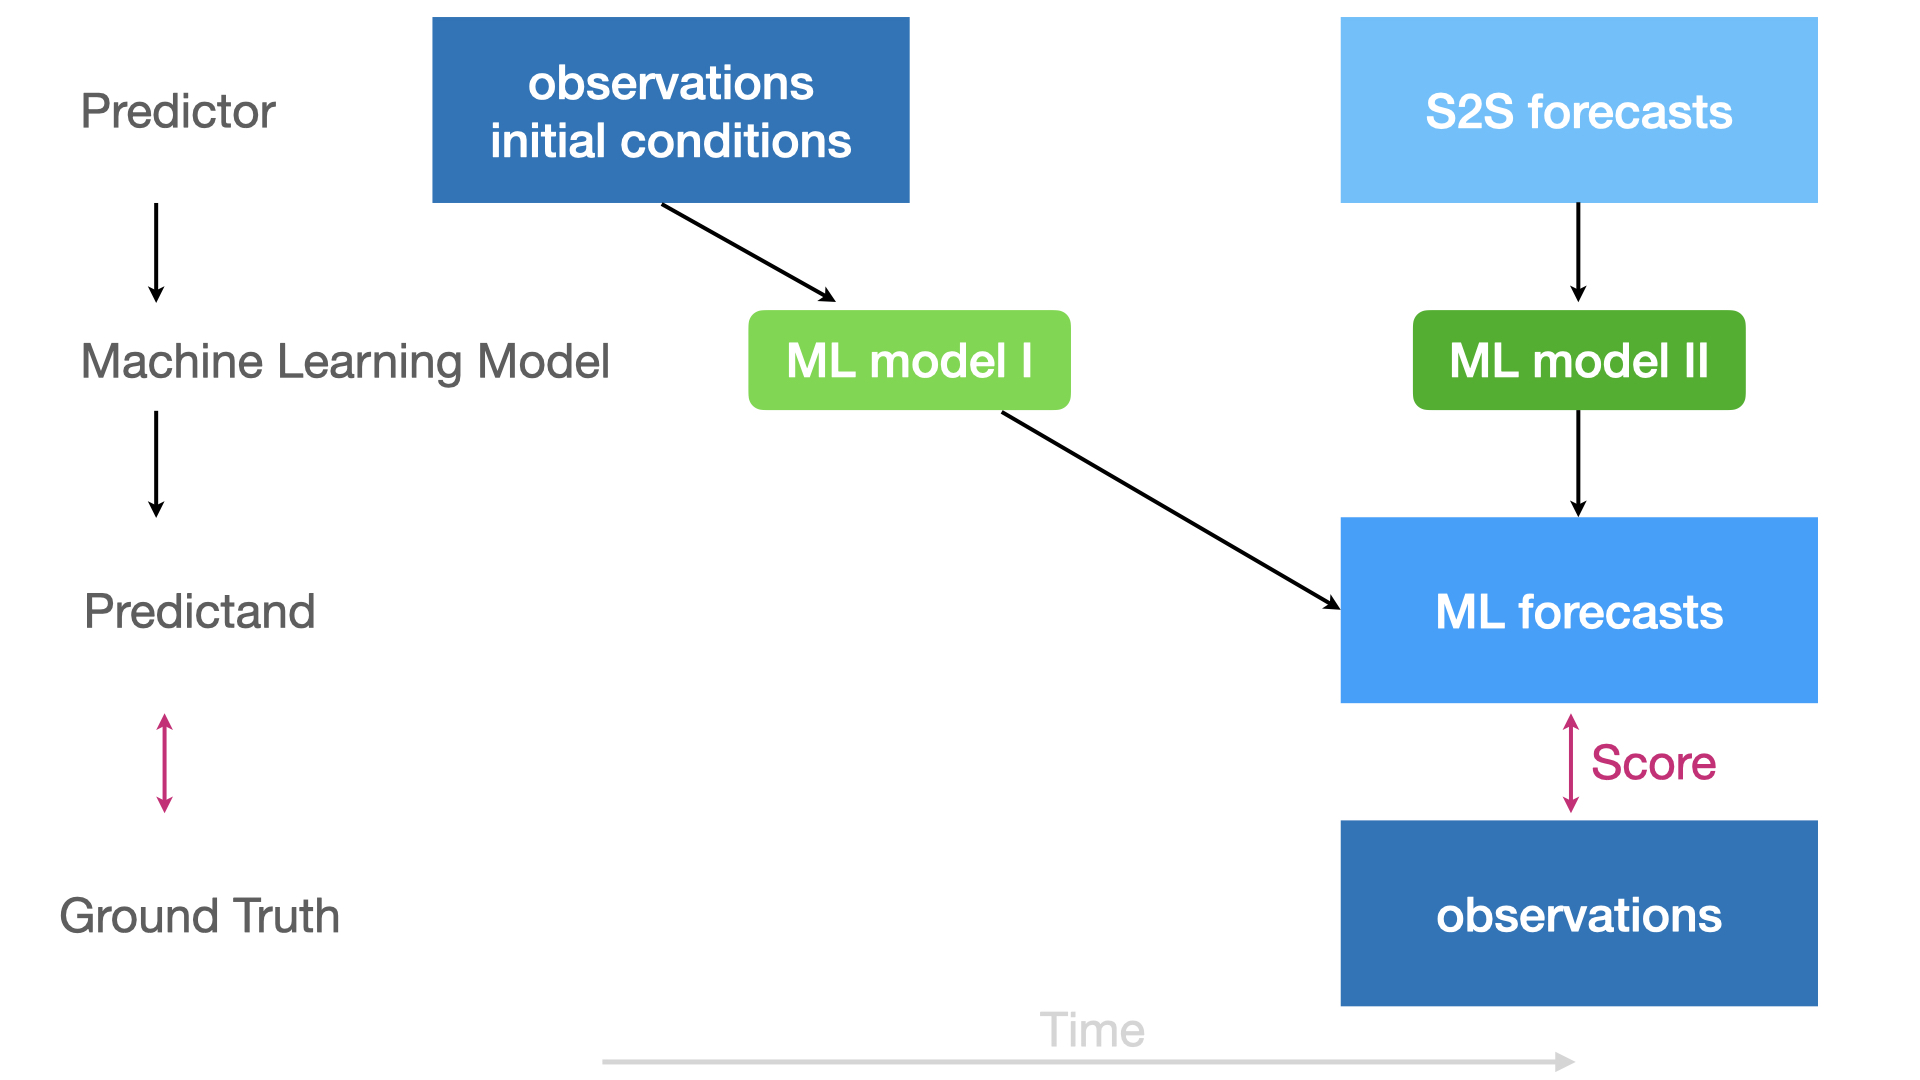 Predictor
observations
initial conditions
S2S forecasts
Machine Learning Model
ML model I
ML model II
Predictand
ML forecasts
Score
Ground Truth
observations
Time